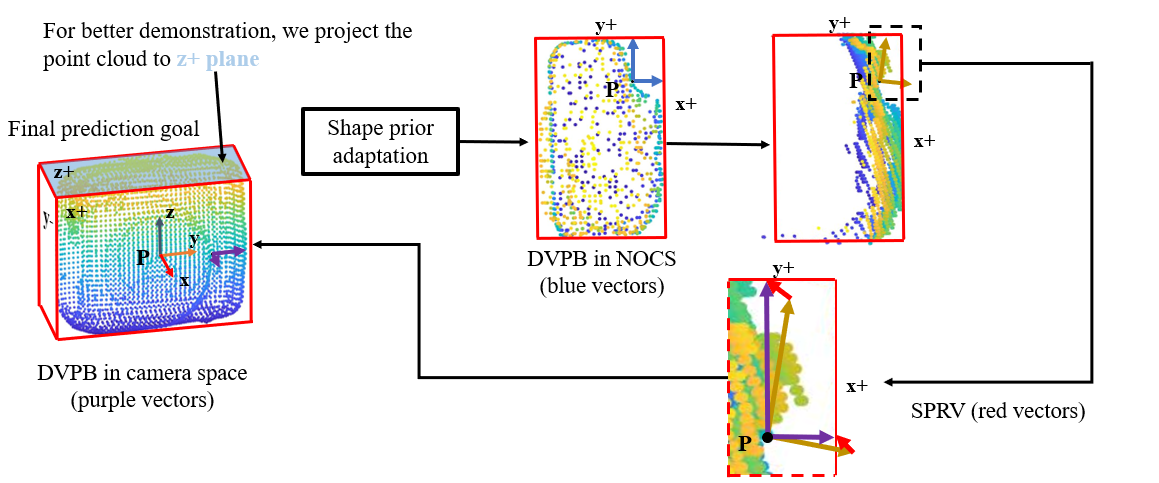 For better demonstration, we project the
point cloud to z+ plane
Final prediction goal
z+
x+
y
z
y
P
x
DVPB in camera space
(purple vectors)
Shape prior
adaptation
y+
P
x+
DVPB in NOCS
(blue vectors)
y+
P
x+
y+
x+
P
SPRV (red vectors)